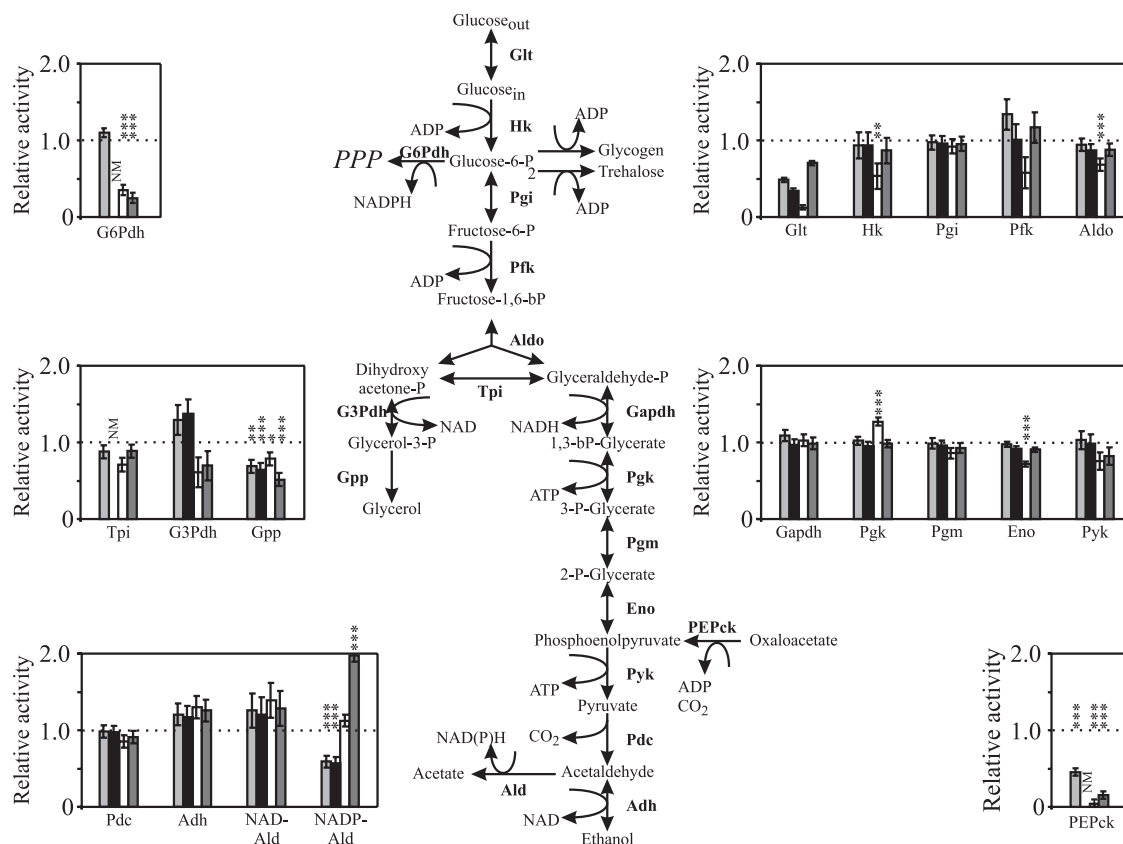 Glucose_out
Glt
Glucose_in
ADP
Hk
ADP
G6Pdh
PPP
Glucose-6-P
Glycogen
2
Trehalose
NADPH
Pgi
ADP
Fructose-6-P
ADP
Pfk
Fructose-1,6-bP
Aldo
Dihydroxy
acetone-P
Tpi
Glyceraldehyde-P
G3Pdh
NAD
NADH
Gapdh
Glycerol-3-P
1,3-bP-Glycerate
Gpp
ATP
Pgk
Glycerol
3-P-Glycerate
Pgm
2-P-Glycerate
Eno
PEPck
Phosphoenolpyruvate
Oxaloacetate
ATP
Pyk
ADP
CO2
Pyruvate
NAD(P)H
CO2
Pdc
Acetate
Ald
Acetaldehyde
NAD
Adh
Ethanol
Relative activity
2.0
1.0
0
NM
***
***
G6Pdh
Relative activity
2.0
1.0
0
**
Glt Hk Pgi Pfk Aldo
***
Relative activity
2.0
1.0
0
NM
**
***
*
***
Tpi G3Pdh Gpp
Relative activity
2.0
1.0
0
***
***
Gapdh Pgk Pgm Eno Pyk
Relative activity
2.0
1.0
0
***
***
***
Pdc Adh NAD- NADP-
Ald Ald
Relative activity
2.0
1.0
0
***
NM
***
***
PEPck